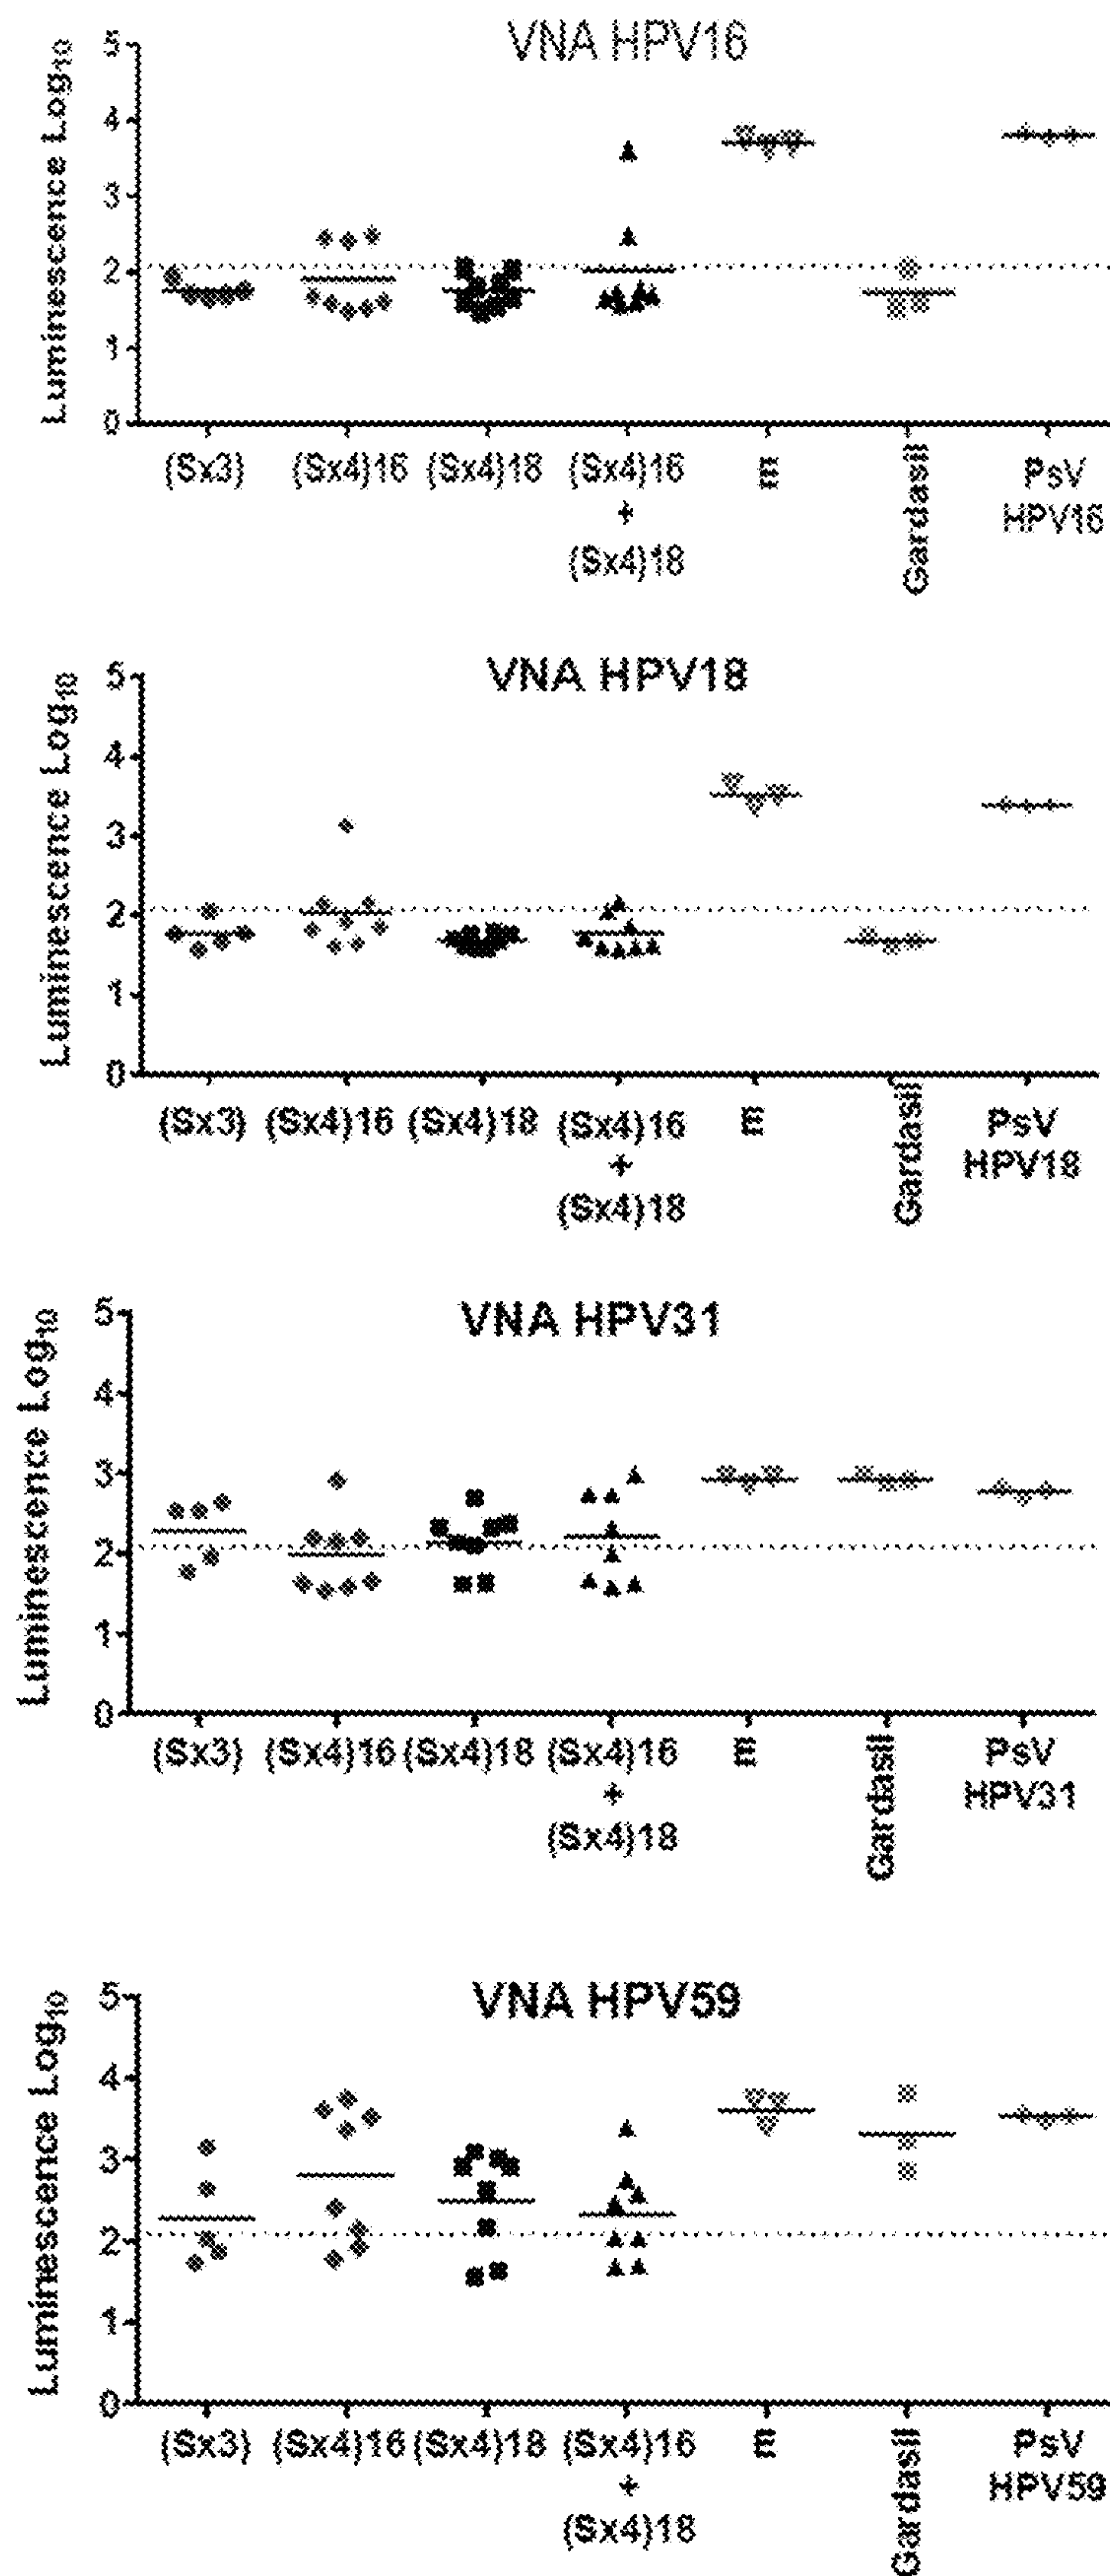 VNA HPV16
Luminescence Log10
5
4
3
2
1
0
(Sx3) (Sx4)16 (Sx4)18 (Sx4)16 E Gardasil PsV
+ HPV16
(Sx4)18
VNA HPV18
Luminescence Log10
5
4
3
2
1
0
(Sx3) (Sx4)16 (Sx4)18 (Sx4)16 E Gardasil PsV
+ HPV18
(Sx4)18
VNA HPV31
Luminescence Log10
5
4
3
2
1
0
(Sx3) (Sx4)16 (Sx4)18 (Sx4)16 E Gardasil PsV
+ HPV31
(Sx4)18
VNA HPV59
Luminescence Log10
5
4
3
2
1
0
(Sx3) (Sx4)16 (Sx4)18 (Sx4)16 E Gardasil PsV
+ HPV59
(Sx4)18